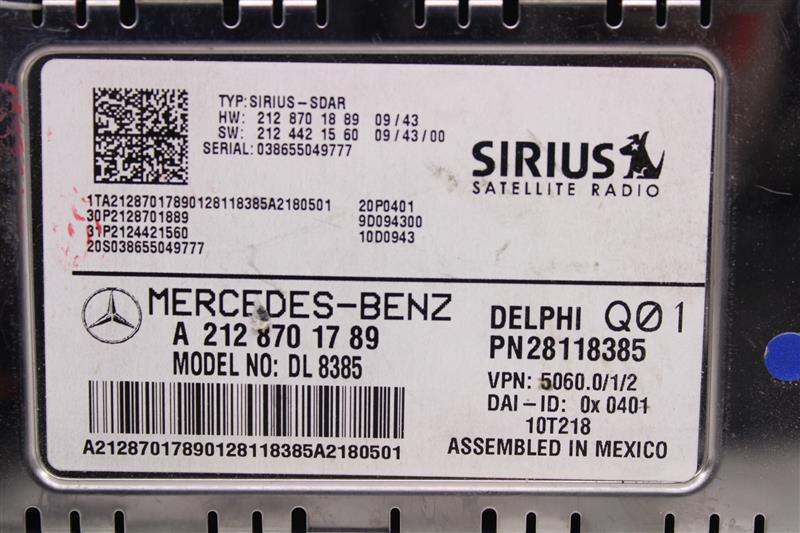 TYP: SIRIUS-SDAR
HW: 212 870 18 89 09/43
SW: 212 442 15 60 09/43/00
SERIAL: 038655049777
SIRIUS
SATELLITE RADIO
1TA21287017890128118385A2180501 20P0401
30P2128701889 9D094300
31P2124421560 10D0943
20S038655049777
MERCEDES-BENZ
A 212 870 17 89
MODEL NO: DL 8385
A21287017890128118385A2180501
DELPHI Q01
PN28118385
VPN: 5060.0/1/2
DAI-ID: 0x 0401
10T218
ASSEMBLED IN MEXICO